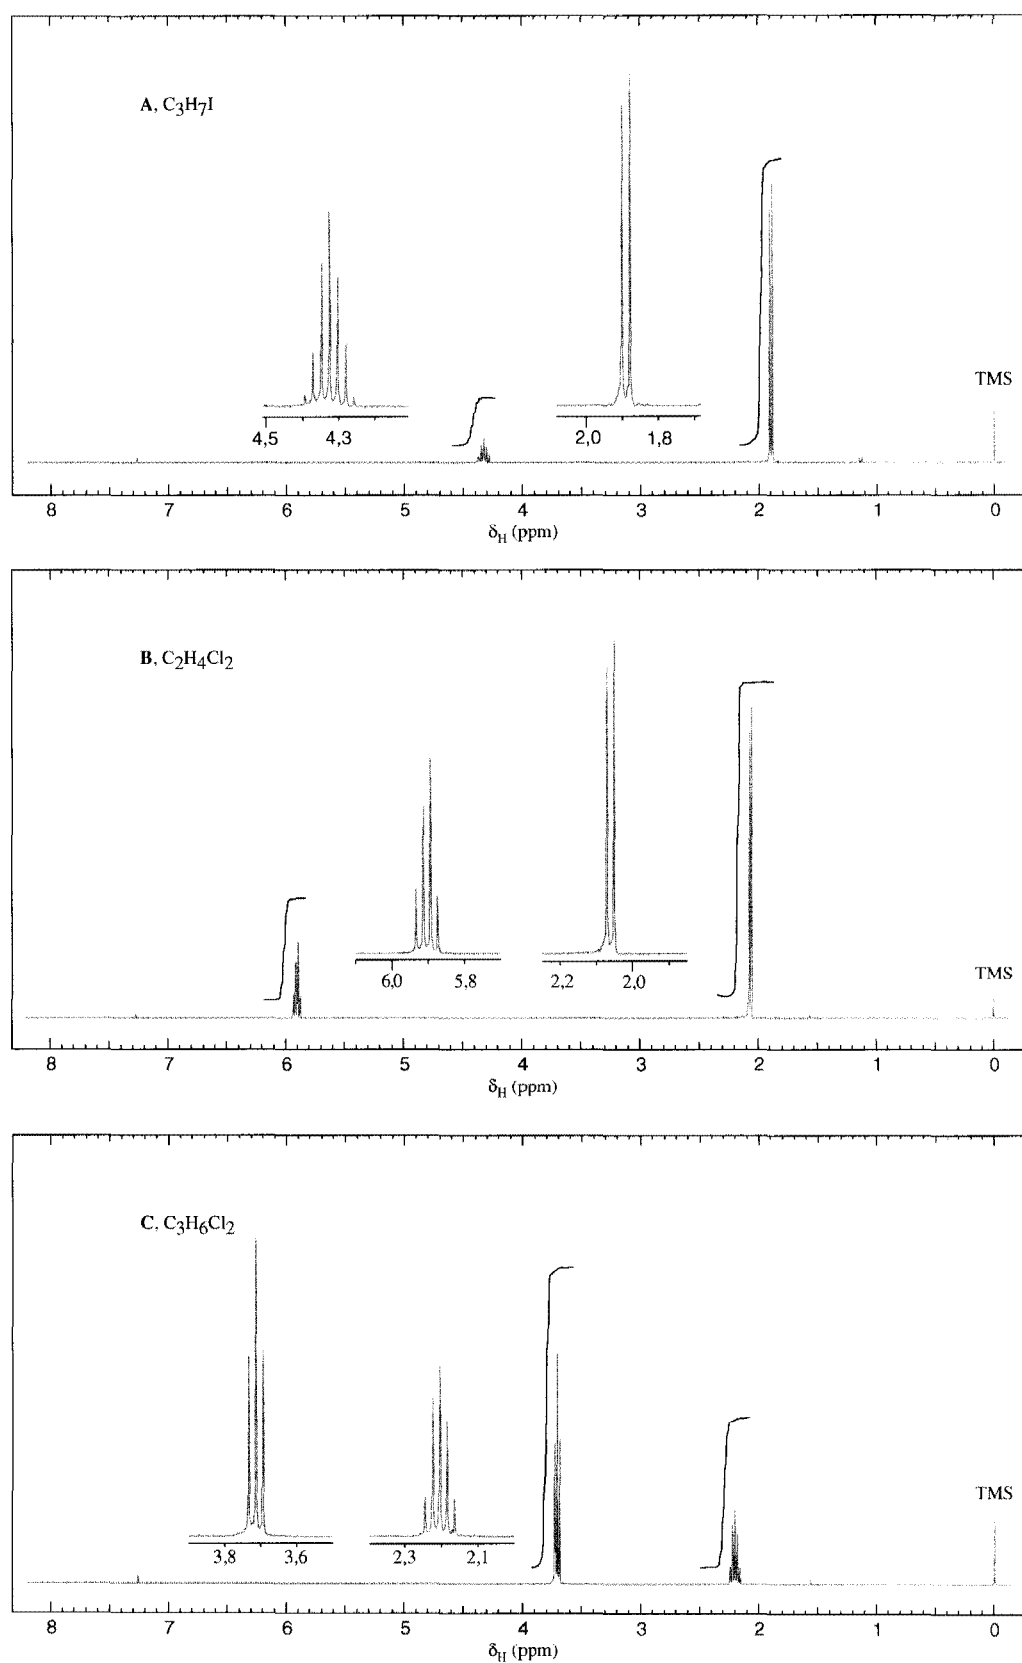 A, C3H7I
TMS
4,5 4,3
2,0 1,8
8 7 6 5 4 3 2 1 0
δH (ppm)
B, C2H4Cl2
TMS
6,0 5,8
2,2 2,0
8 7 6 5 4 3 2 1 0
δH (ppm)
C, C3H6Cl2
TMS
3,8 3,6
2,3 2,1
8 7 6 5 4 3 2 1 0
δH (ppm)